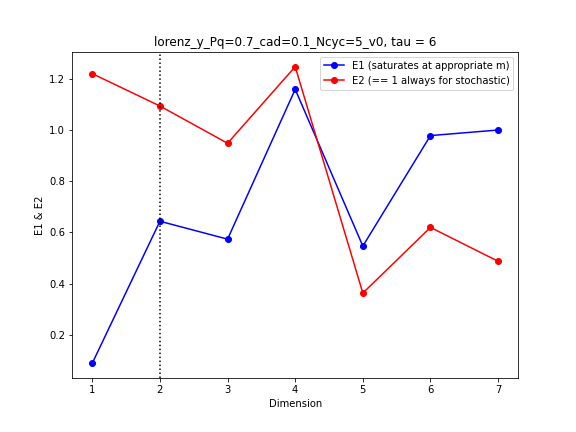 lorenz_y_Pq=0.7_cad=0.1_Ncyc=5_v0, tau = 6
E1 (saturates at appropriate m)
E2 (== 1 always for stochastic)
E1 & E2
1.2
1.0
0.8
0.6
0.4
0.2
1 2 3 4 5 6 7
Dimension